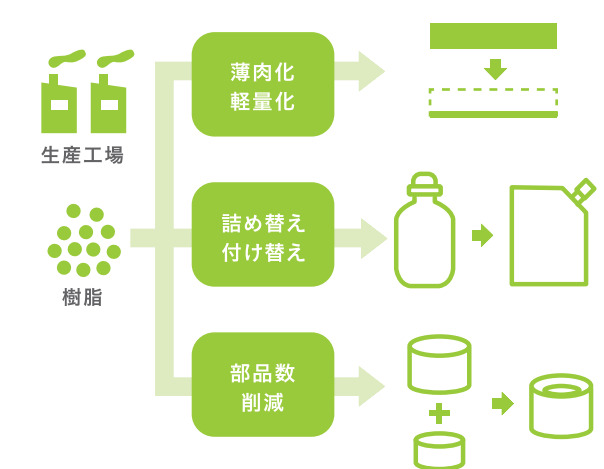 生産工場
樹脂
薄肉化
軽量化
詰め替え
付け替え
部品数
削減